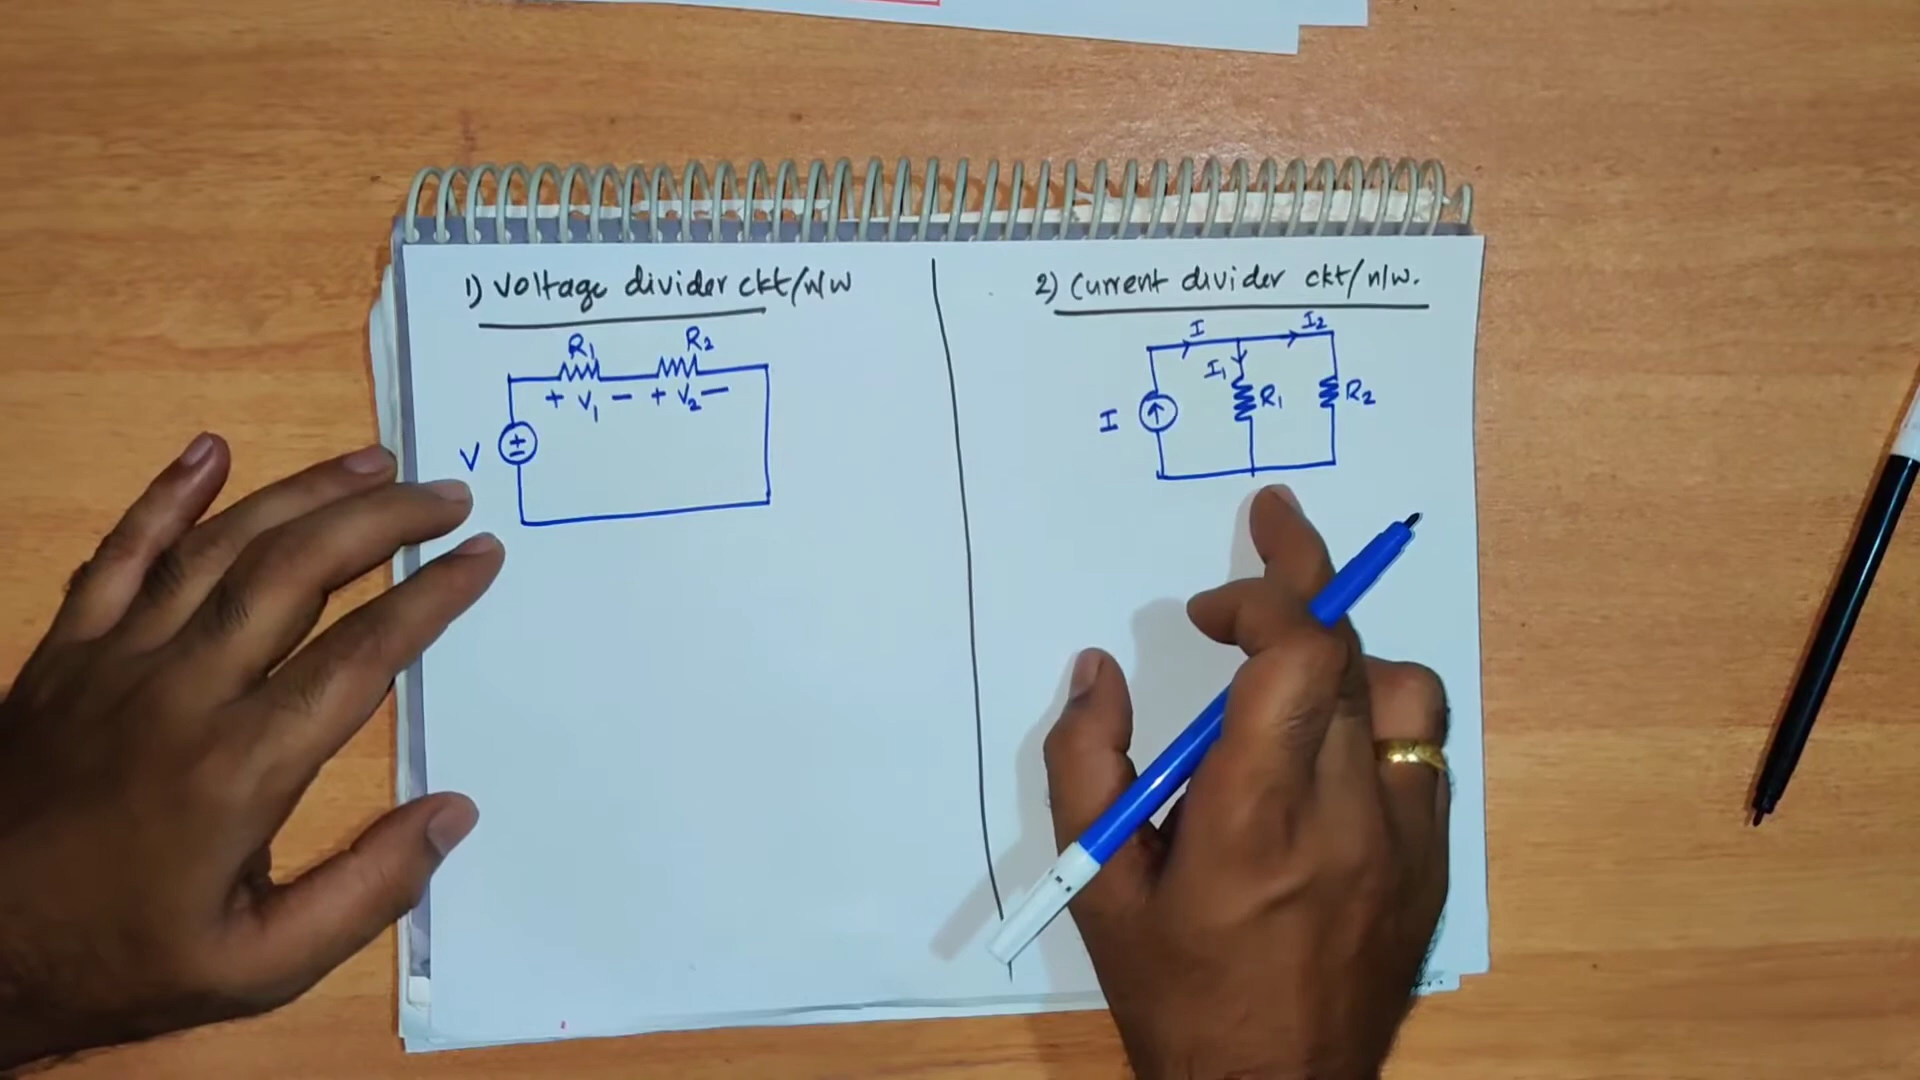 1) Voltage divider ckt/n/w
R1 R2
+ V1 - + V2 -
V
2) Current divider ckt/n/w.
I I2
I1
I R1 R2